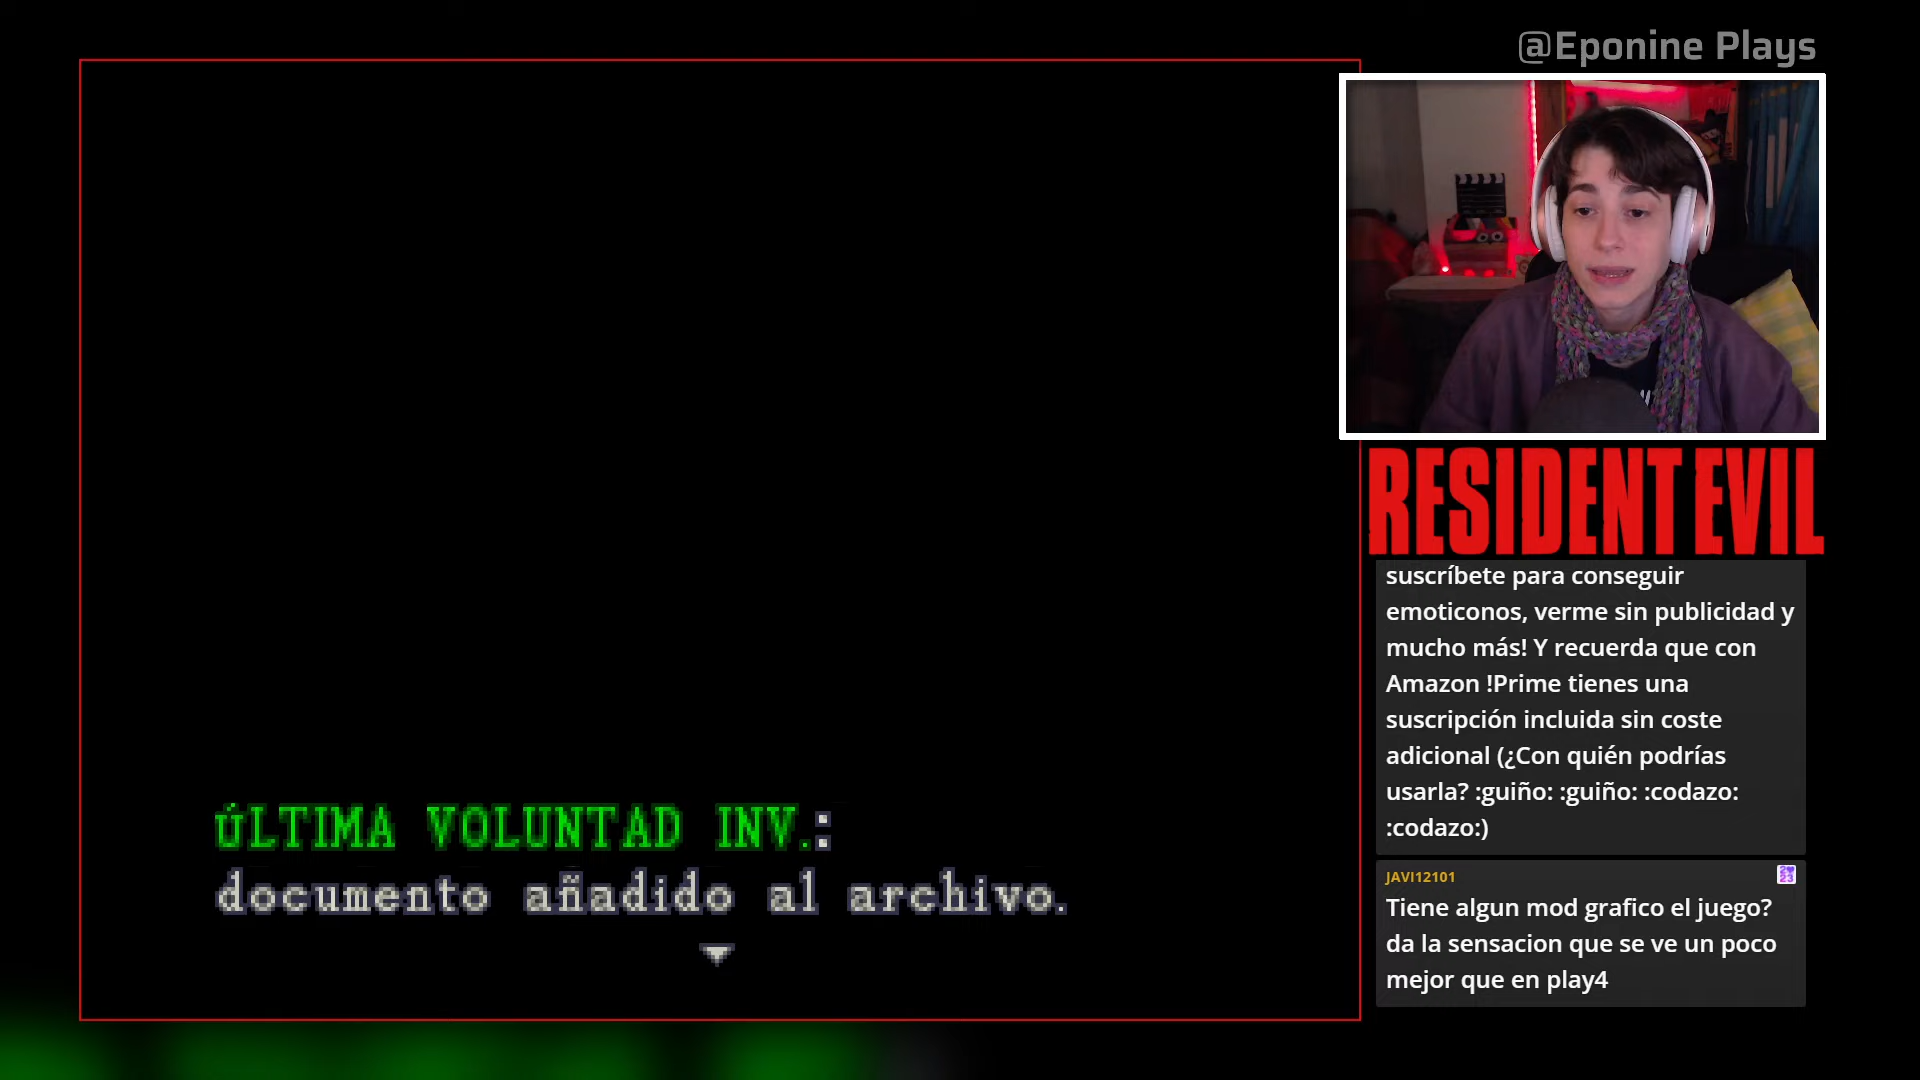 @Eponine Plays
RESIDENT EVIL
suscríbete para conseguir
emoticonos, verme sin publicidad y
mucho más! Y recuerda que con
Amazon !Prime tienes una
suscripción incluida sin coste
adicional (¿Con quién podrías
usarla? :guiño: :guiño: :codazo:
:codazo:)
JAVI12101
Tiene algun mod grafico el juego?
da la sensacion que se ve un poco
mejor que en play4
ÚLTIMA VOLUNTAD INV.:
documento añadido al archivo.